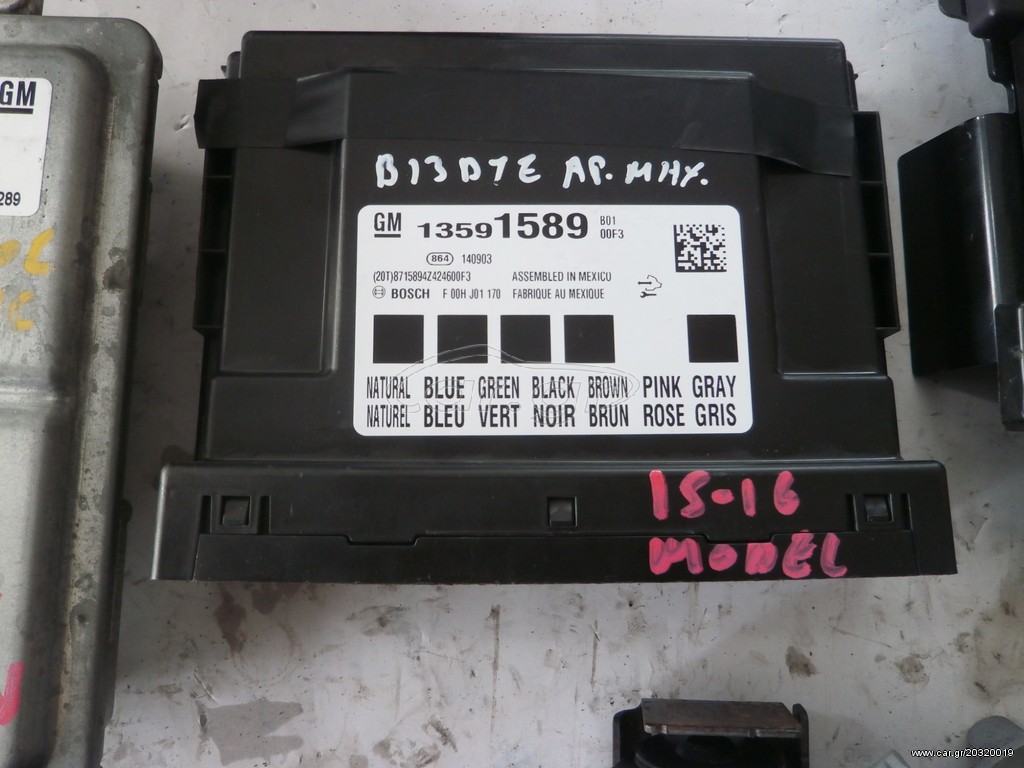 GM
289
B13DTE ΑΡ. ΜΗΧ.
GM 13591589 B01 00F3
864 140903
(20T)8715894Z424600F3 ASSEMBLED IN MEXICO
BOSCH F 00H J01 170 FABRIQUE AU MEXIQUE
NATURAL BLUE GREEN BLACK BROWN PINK GRAY
NATUREL BLEU VERT NOIR BRUN ROSE GRIS
15-16
MODEL
www.car.gr/20320019